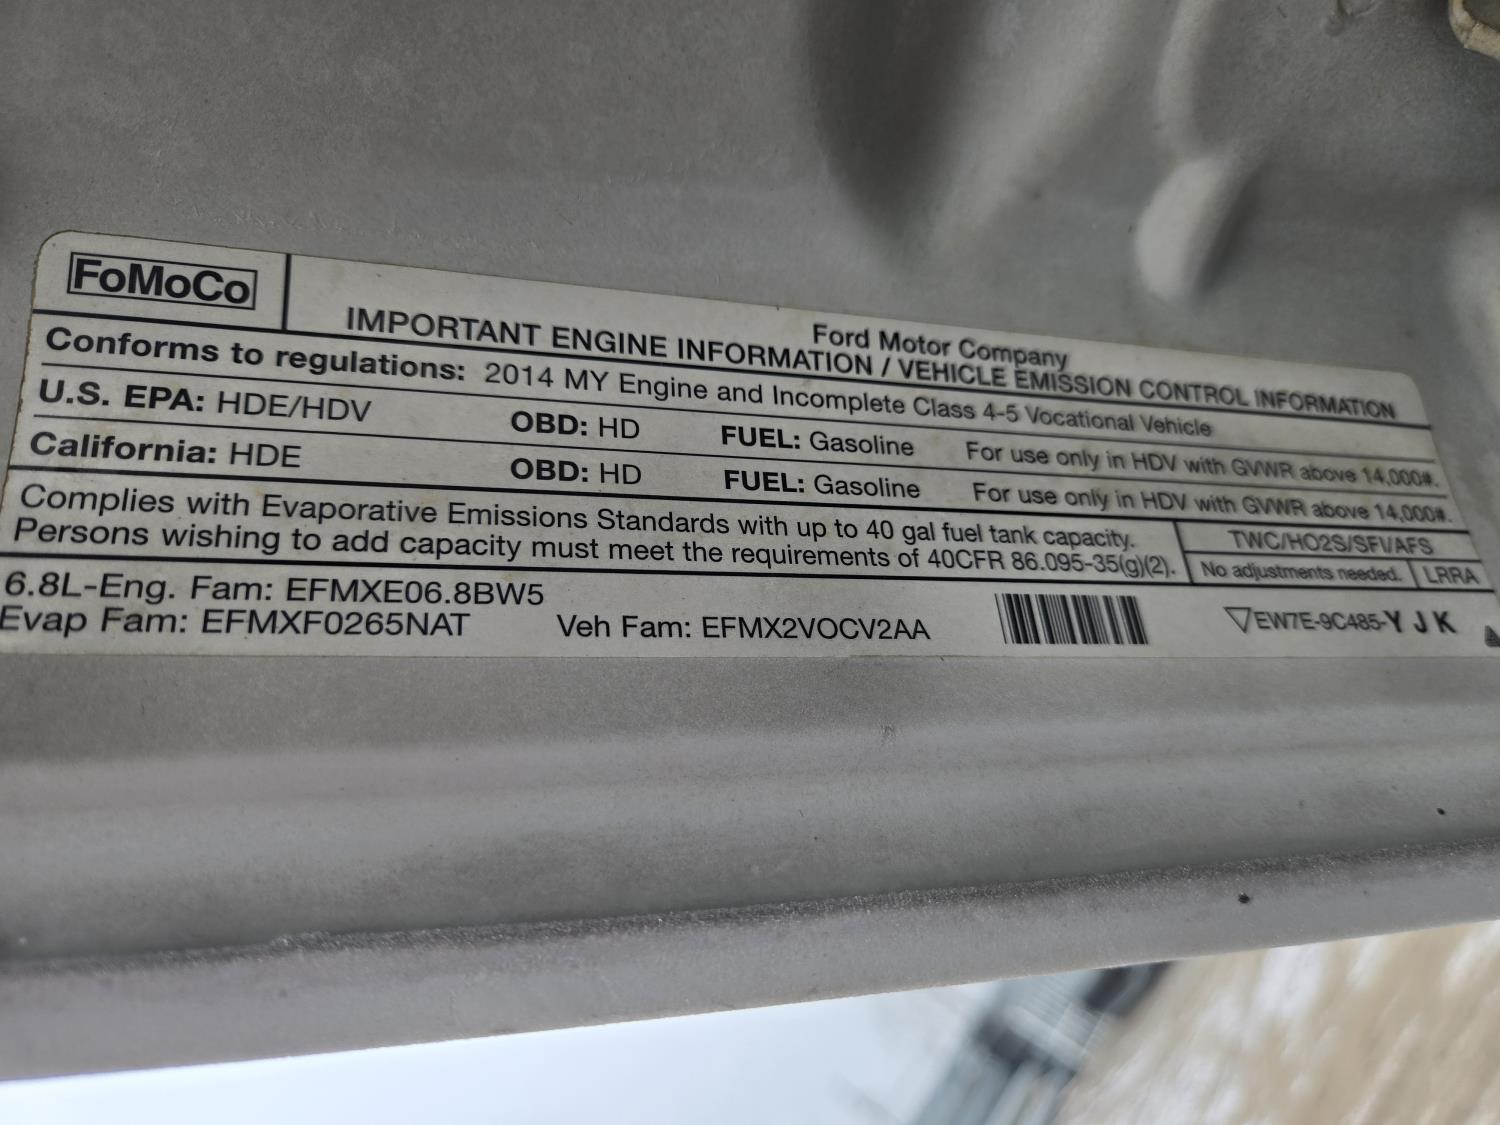 FoMoCo
Ford Motor Company
IMPORTANT ENGINE INFORMATION / VEHICLE EMISSION CONTROL INFORMATION
Conforms to regulations: 2014 MY Engine and Incomplete Class 4-5 Vocational Vehicle
U.S. EPA: HDE/HDV OBD: HD FUEL: Gasoline For use only in HDV with GVWR above 14,000#.
California: HDE OBD: HD FUEL: Gasoline For use only in HDV with GVWR above 14,000#.
Complies with Evaporative Emissions Standards with up to 40 gal fuel tank capacity.
Persons wishing to add capacity must meet the requirements of 40CFR 86.095-35(g)(2).
TWC/HO2S/SFI/AFS
No adjustments needed. LRRA
6.8L-Eng. Fam: EFMXE06.8BW5
Evap Fam: EFMXF0265NAT Veh Fam: EFMX2VOCV2AA
EW7E-9C485-Y J K